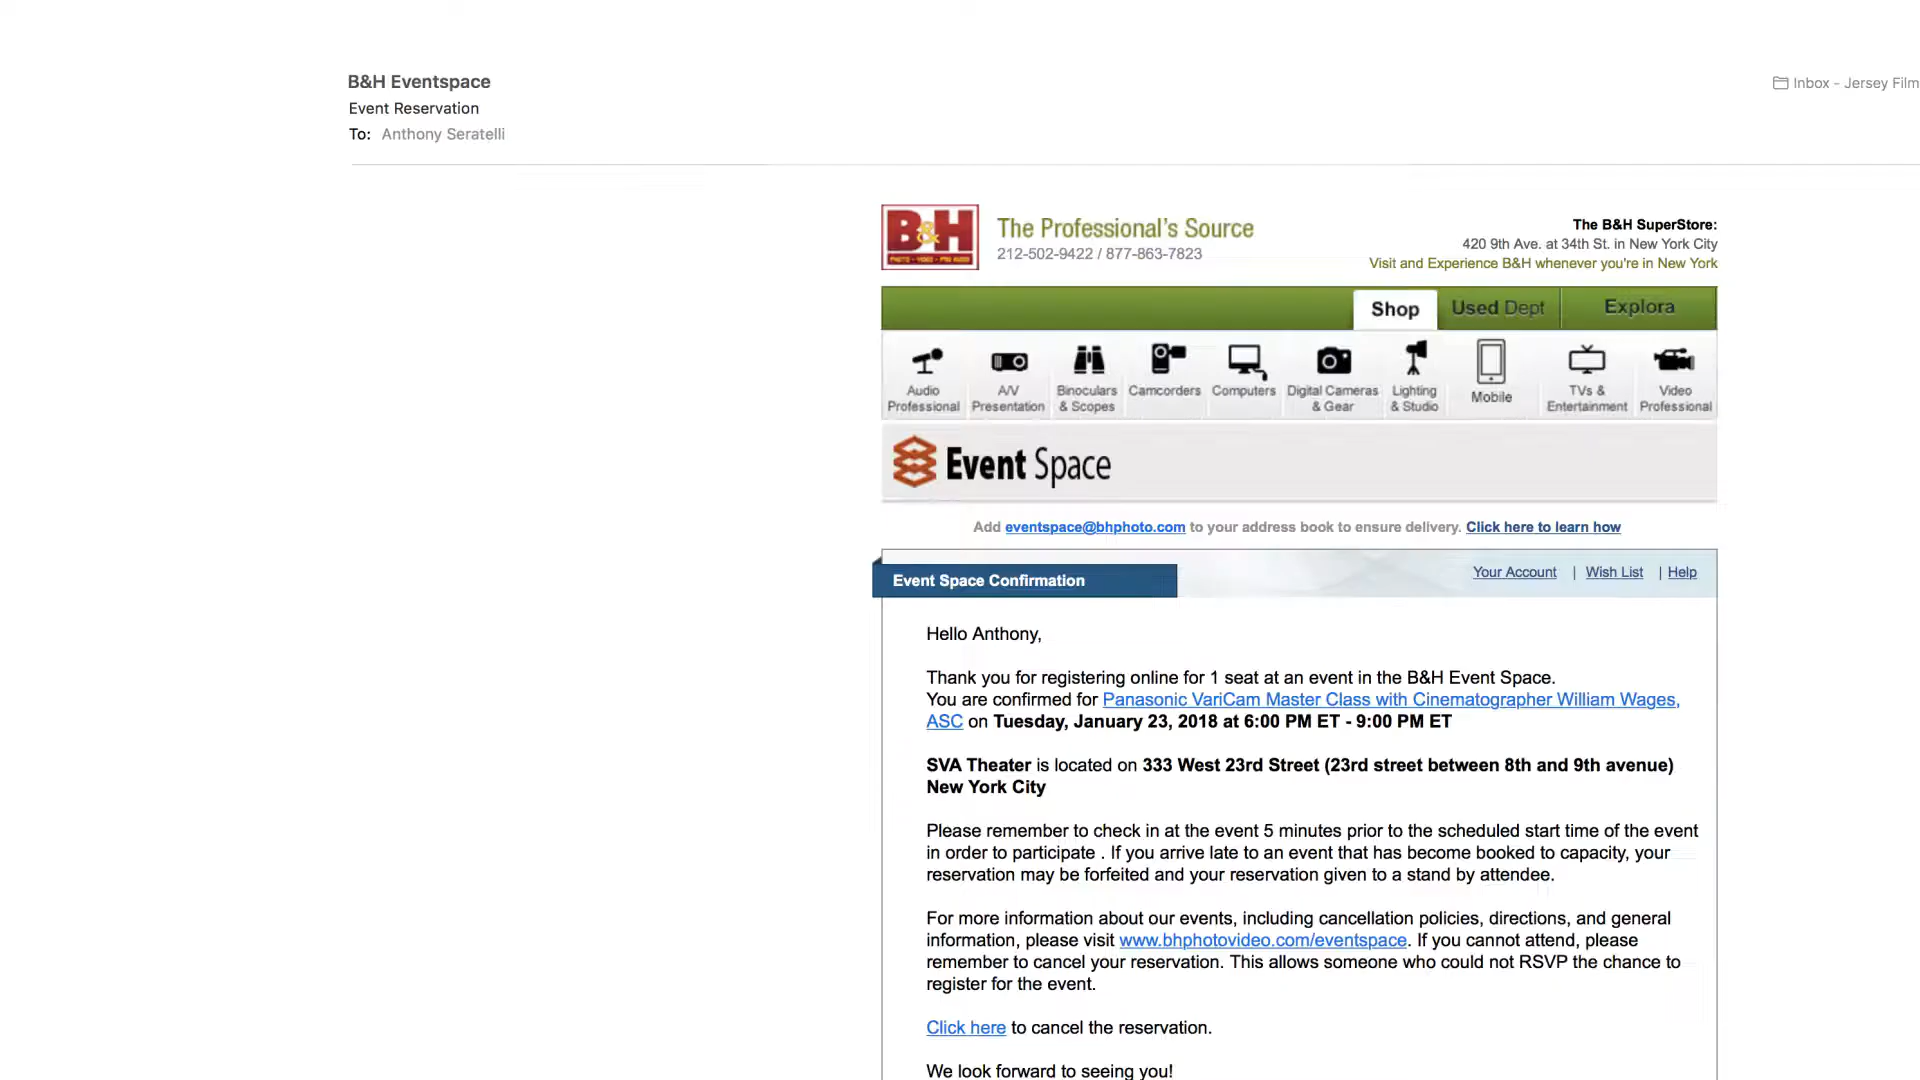 B&H Eventspace
Inbox - Jersey Film
Event Reservation
To: Anthony Seratelli
B&H
PHOTO - VIDEO - PRO AUDIO
The Professional's Source
212-502-9422 / 877-863-7823
The B&H SuperStore:
420 9th Ave. at 34th St. in New York City
Visit and Experience B&H whenever you're in New York
Shop
Used Dept
Explora
Audio
Professional
A/V
Presentation
Binoculars
& Scopes
Camcorders
Computers
Digital Cameras
& Gear
Lighting
& Studio
Mobile
TVs &
Entertainment
Video
Professional
Event Space
Add eventspace@bhphoto.com to your address book to ensure delivery. Click here to learn how
Event Space Confirmation
Your Account | Wish List | Help
Hello Anthony,
Thank you for registering online for 1 seat at an event in the B&H Event Space.
You are confirmed for Panasonic VariCam Master Class with Cinematographer William Wages,
ASC on Tuesday, January 23, 2018 at 6:00 PM ET - 9:00 PM ET
SVA Theater is located on 333 West 23rd Street (23rd street between 8th and 9th avenue)
New York City
Please remember to check in at the event 5 minutes prior to the scheduled start time of the event
in order to participate . If you arrive late to an event that has become booked to capacity, your
reservation may be forfeited and your reservation given to a stand by attendee.
For more information about our events, including cancellation policies, directions, and general
information, please visit www.bhphotovideo.com/eventspace. If you cannot attend, please
remember to cancel your reservation. This allows someone who could not RSVP the chance to
register for the event.
Click here to cancel the reservation.
We look forward to seeing you!